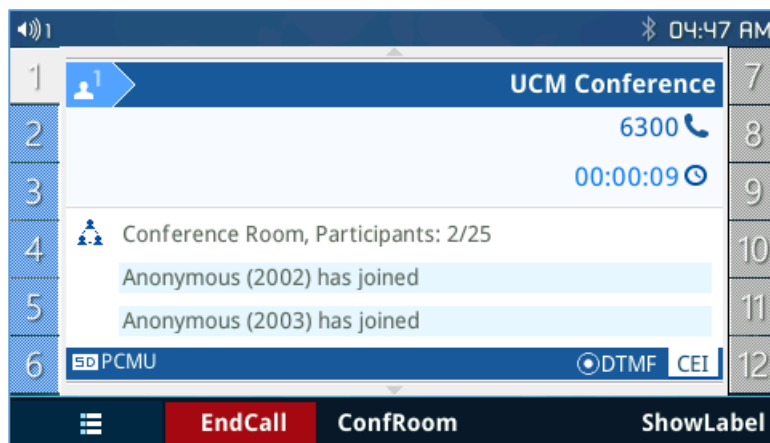 1 04:47 AM
1 1 UCM Conference 7
2 6300 8
3 00:00:09 9
4 Conference Room, Participants: 2/25 10
Anonymous (2002) has joined
5 Anonymous (2003) has joined 11
6 SD PCMU DTMF CEI 12
EndCall ConfRoom ShowLabel